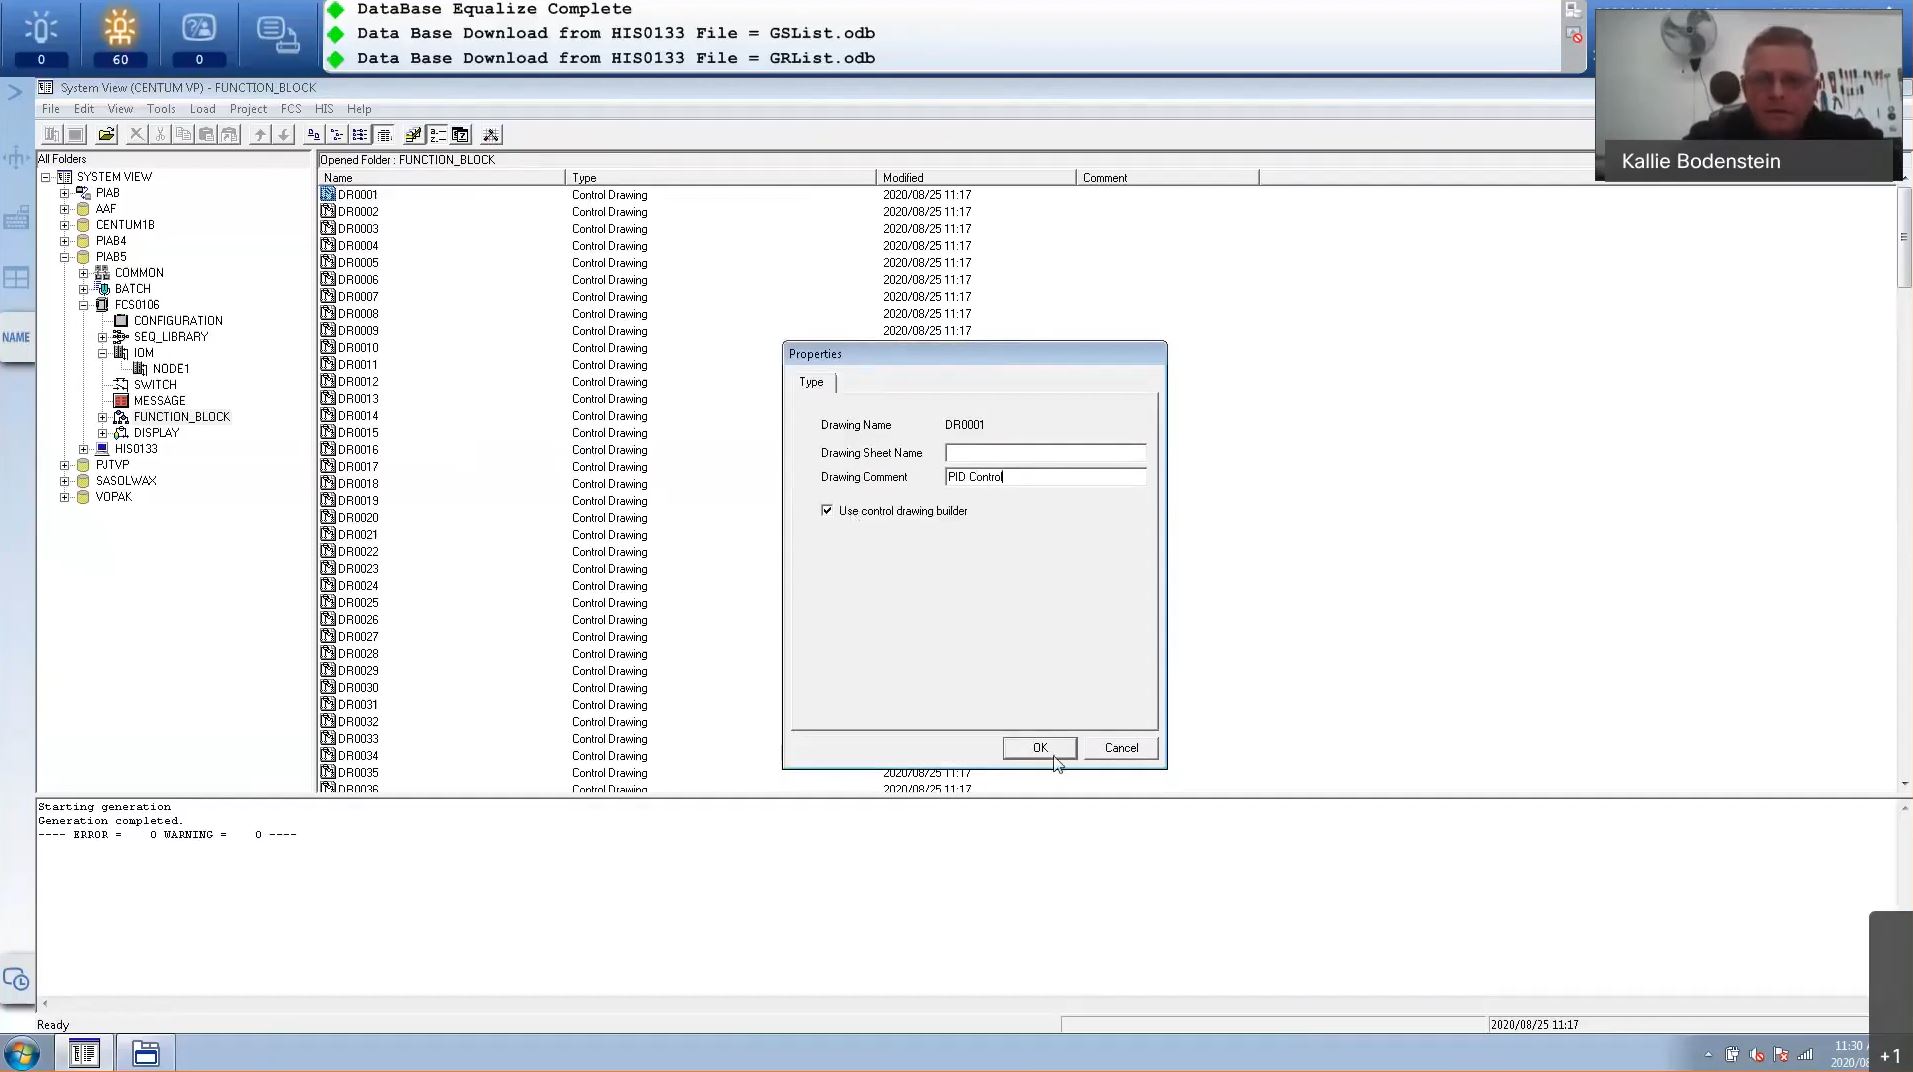 DataBase Equalize Complete
Data Base Download from HIS0133 File = GSList.odb
Data Base Download from HIS0133 File = GRList.odb
0
60
0
Kallie Bodenstein
System View (CENTUM VP) - FUNCTION_BLOCK
File Edit View Tools Load Project FCS HIS Help
All Folders
Opened Folder : FUNCTION_BLOCK
Name Type Modified Comment
SYSTEM VIEW
PIAB
AAF
CENTUM1B
PIAB4
PIAB5
COMMON
BATCH
FCS0106
CONFIGURATION
SEQ_LIBRARY
IOM
NODE1
SWITCH
MESSAGE
FUNCTION_BLOCK
DISPLAY
HIS0133
PJTVP
SASOLWAX
VOPAK
NAME
DR0001 Control Drawing 2020/08/25 11:17
DR0002 Control Drawing 2020/08/25 11:17
DR0003 Control Drawing 2020/08/25 11:17
DR0004 Control Drawing 2020/08/25 11:17
DR0005 Control Drawing 2020/08/25 11:17
DR0006 Control Drawing 2020/08/25 11:17
DR0007 Control Drawing 2020/08/25 11:17
DR0008 Control Drawing 2020/08/25 11:17
DR0009 Control Drawing 2020/08/25 11:17
DR0010 Control Drawing
DR0011 Control Drawing
DR0012 Control Drawing
DR0013 Control Drawing
DR0014 Control Drawing
DR0015 Control Drawing
DR0016 Control Drawing
DR0017 Control Drawing
DR0018 Control Drawing
DR0019 Control Drawing
DR0020 Control Drawing
DR0021 Control Drawing
DR0022 Control Drawing
DR0023 Control Drawing
DR0024 Control Drawing
DR0025 Control Drawing
DR0026 Control Drawing
DR0027 Control Drawing
DR0028 Control Drawing
DR0029 Control Drawing
DR0030 Control Drawing
DR0031 Control Drawing
DR0032 Control Drawing
DR0033 Control Drawing
DR0034 Control Drawing
DR0035 Control Drawing 2020/08/25 11:17
DR0036 Control Drawing 2020/08/25 11:17
Properties
Type
Drawing Name DR0001
Drawing Sheet Name
Drawing Comment PID Control
Use control drawing builder
OK Cancel
Starting generation
Generation completed.
---- ERROR = 0 WARNING = 0 ----
Ready
2020/08/25 11:17
11:30
2020/08
+1